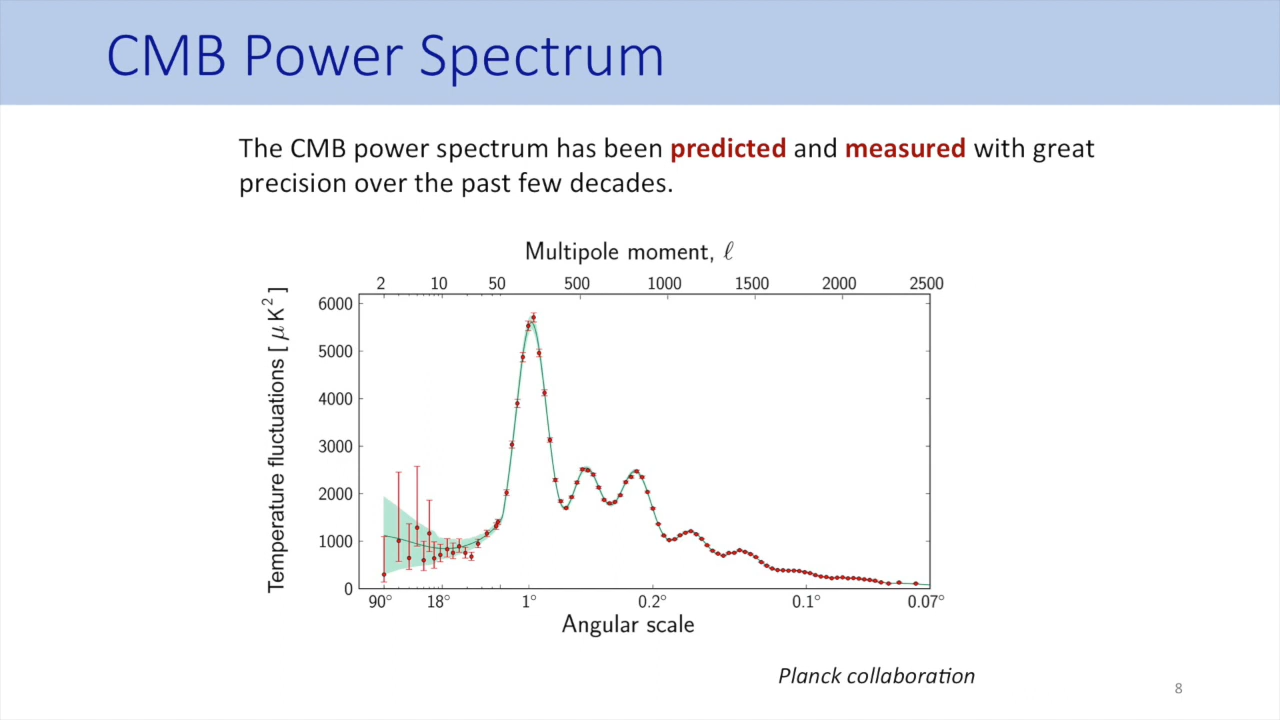 CMB Power Spectrum
The CMB power spectrum has been predicted and measured with great
precision over the past few decades.
Multipole moment, ℓ
2 10 50 500 1000 1500 2000 2500
Temperature fluctuations [ μ K² ]
6000
5000
4000
3000
2000
1000
0
90° 18° 1° 0.2° 0.1° 0.07°
Angular scale
Planck collaboration
8